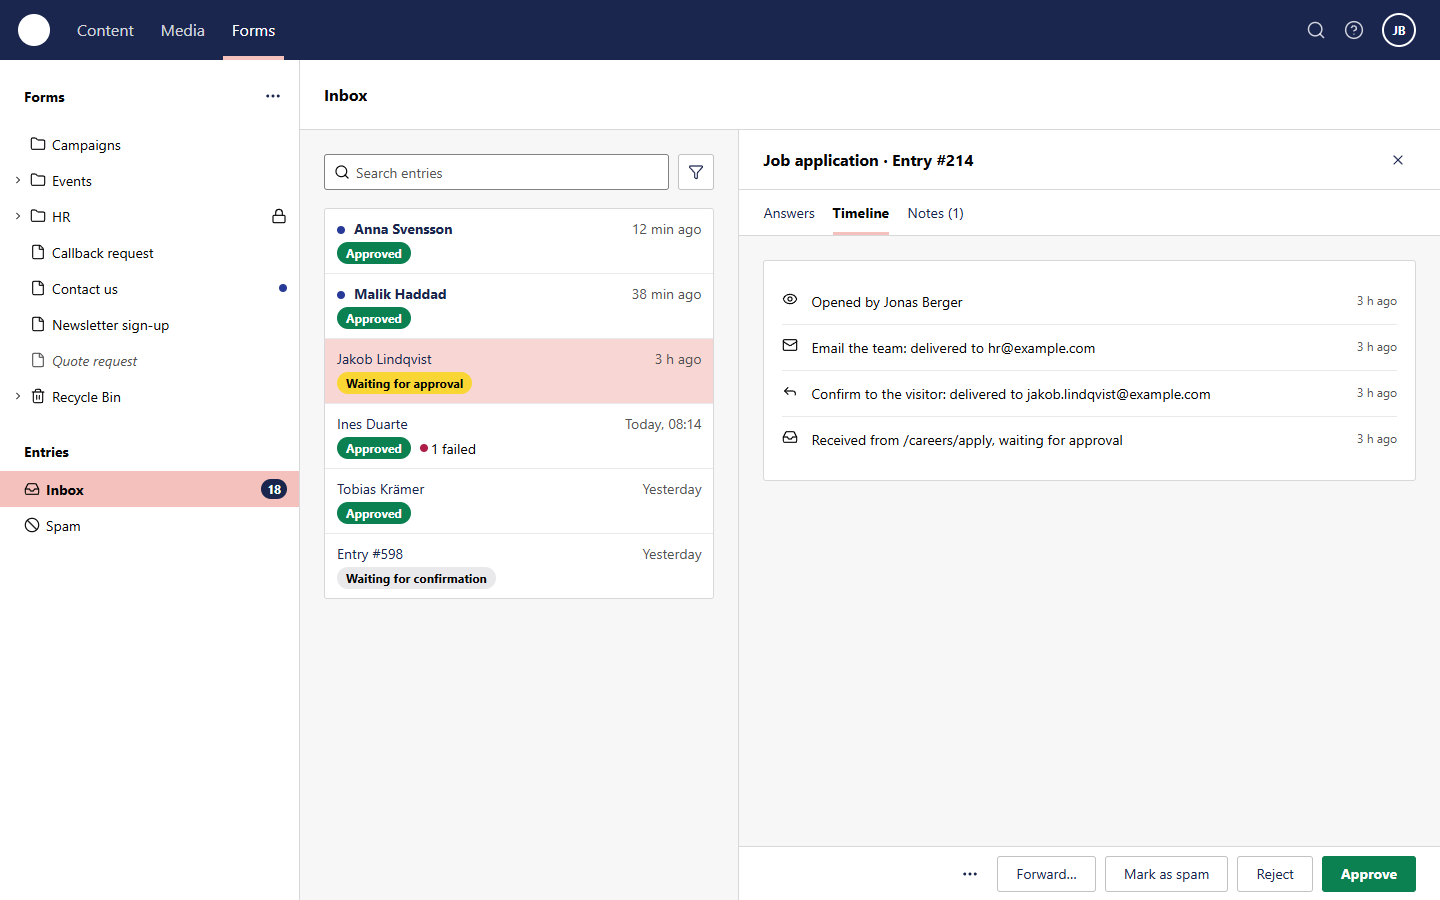 Content Media Forms
JB
Forms
Campaigns
Events
HR
Callback request
Contact us
Newsletter sign-up
Quote request
Recycle Bin
Entries
Inbox 18
Spam
Inbox
Search entries
Anna Svensson 12 min ago
Approved
Malik Haddad 38 min ago
Approved
Jakob Lindqvist 3 h ago
Waiting for approval
Ines Duarte Today, 08:14
Approved 1 failed
Tobias Krämer Yesterday
Approved
Entry #598 Yesterday
Waiting for confirmation
Job application · Entry #214
Answers Timeline Notes (1)
Opened by Jonas Berger 3 h ago
Email the team: delivered to hr@example.com 3 h ago
Confirm to the visitor: delivered to jakob.lindqvist@example.com 3 h ago
Received from /careers/apply, waiting for approval 3 h ago
Forward... Mark as spam Reject Approve